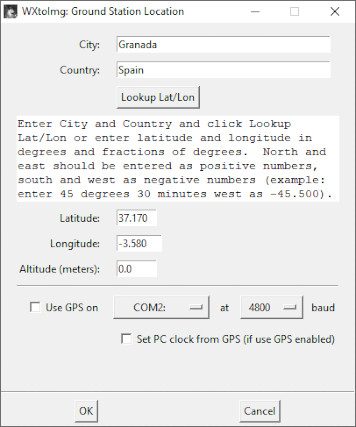 WXtoImg: Ground Station Location
City: Granada
Country: Spain
Lookup Lat/Lon
Enter City and Country and click Lookup
Lat/Lon or enter latitude and longitude in
degrees and fractions of degrees. North and
east should be entered as positive numbers,
south and west as negative numbers (example:
enter 45 degrees 30 minutes west as -45.500).
Latitude: 37.170
Longitude: -3.580
Altitude (meters): 0.0
Use GPS on COM2: at 4800 baud
Set PC clock from GPS (if use GPS enabled)
OK Cancel